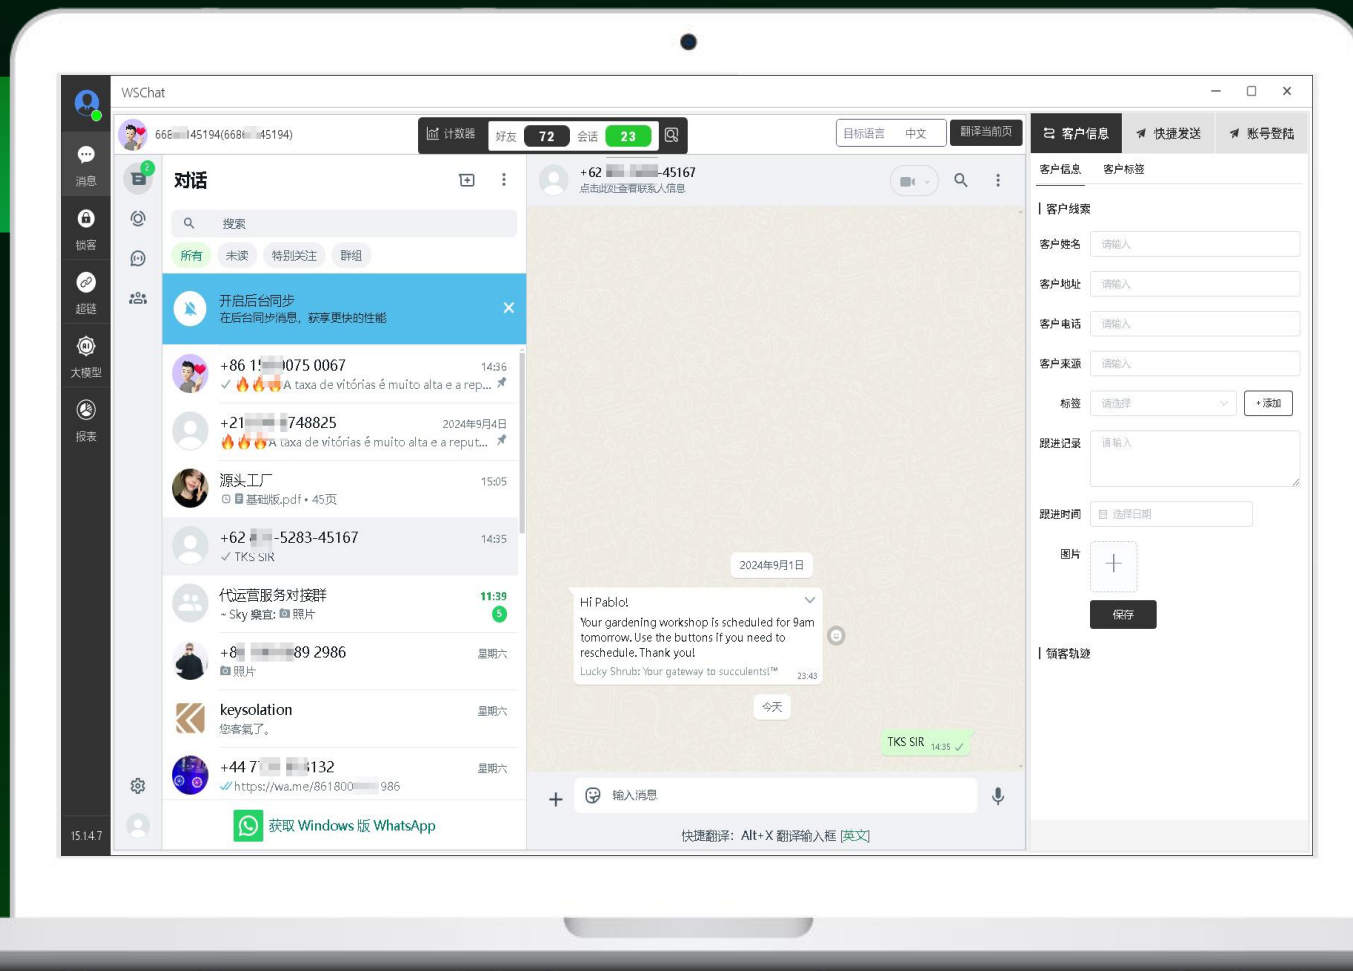 WSChat
计数器 好友 72 会话 23
目标语言 中文 翻译当前页
客户信息 快捷发送 账号登陆
消息
锁客
超链
大模型
报表
15.1.4.7
2
对话
搜索
所有 未读 特别关注 群组
开启后台同步
在后台同步消息，获享更快的性能
0075 0067 14:36
A taxa de vitórias é muito alta e a rep...
748825 2024年9月4日
A taxa de vitórias é muito alta e a reput...
源头工厂 15:05
基础版.pdf • 45页
+62 -5283-45167 14:35
TKS SIR
代运营服务对接群 11:39
~ Sky 奠宜: 照片 5
89 2986 星期六
照片
keysolation 星期六
您客氣了。
+44 7 132 星期六
https://wa.me/861800 986
获取 Windows 版 WhatsApp
+62 -45167
点击此处查看联系人信息
2024年9月1日
Hi Pablo!
Your gardening workshop is scheduled for 9am
tomorrow. Use the buttons if you need to
reschedule. Thank you!
Lucky Shrub: Your gateway to succulents!™ 23:43
今天
TKS SIR 14:35
输入消息
快捷翻译：Alt+X 翻译输入框 [英文]
客户信息 客户标签
客户线索
客户姓名 请输入
客户地址 请输入
客户电话 请输入
客户来源 请输入
标签 请选择 +添加
跟进记录 请输入
跟进时间 选择日期
图片
保存
领客轨迹